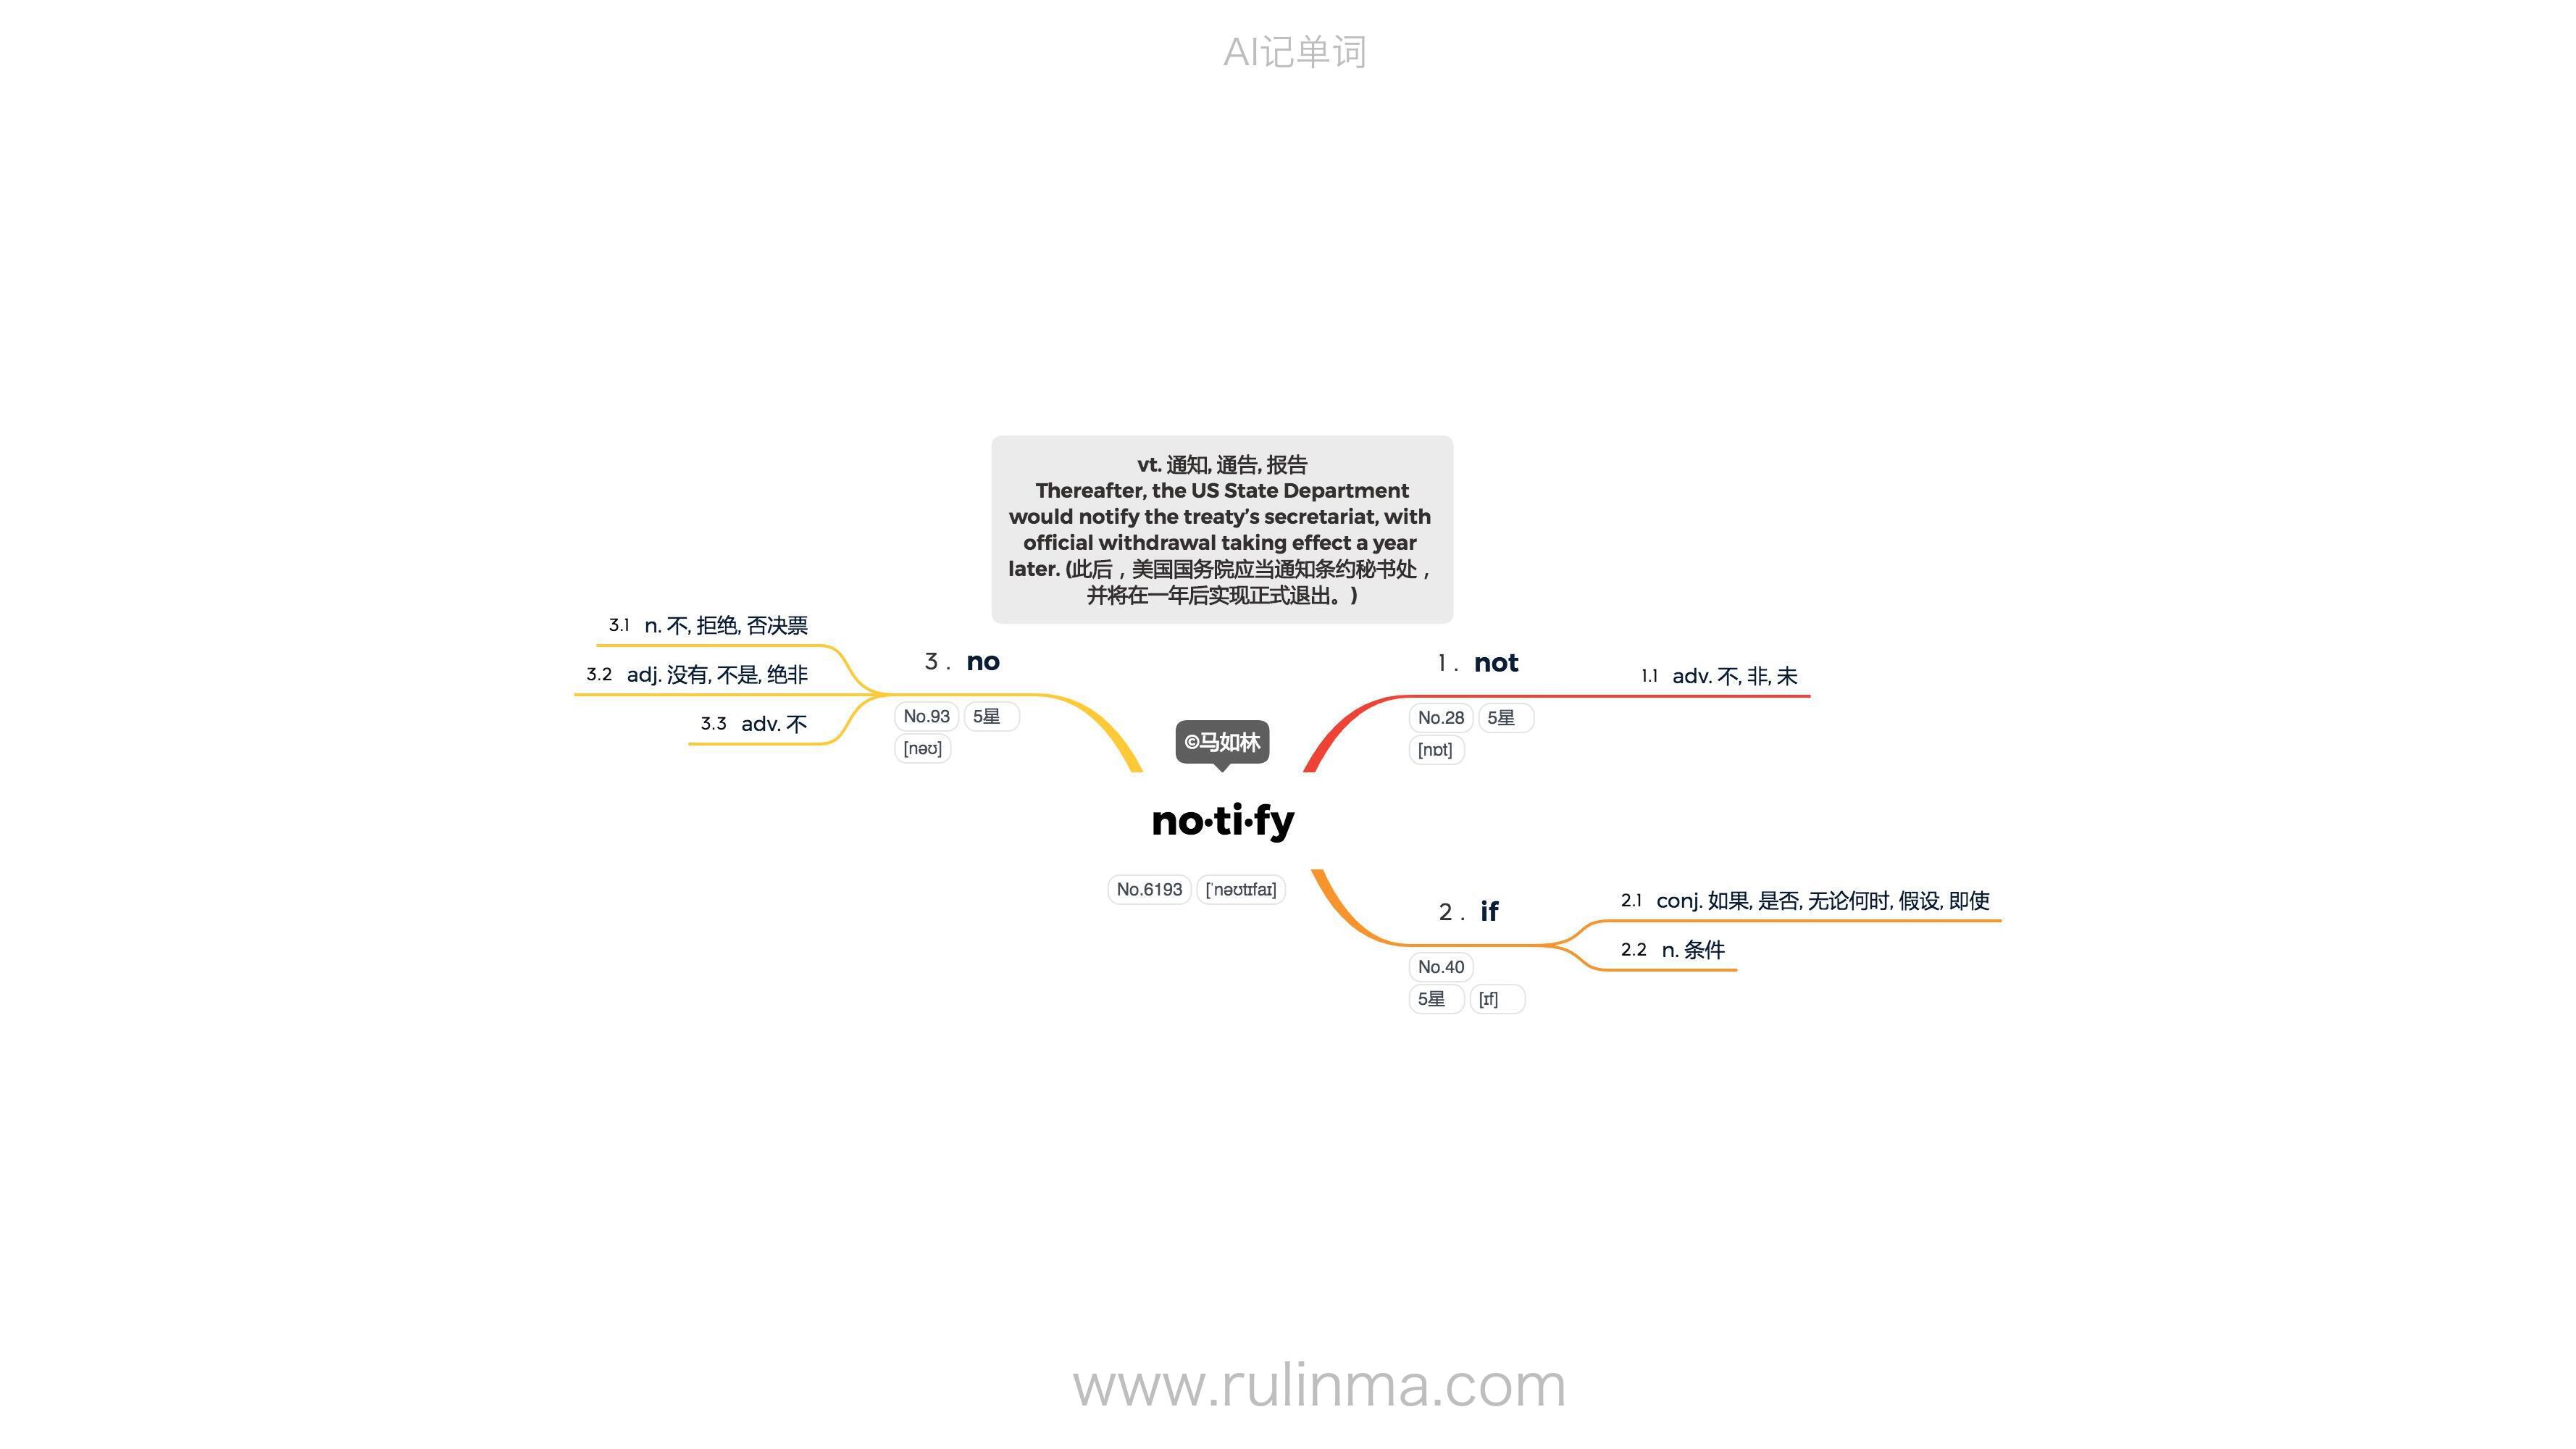 AI记单词
vt. 通知, 通告, 报告
Thereafter, the US State Department
would notify the treaty’s secretariat, with
official withdrawal taking effect a year
later. (此后，美国国务院应当通知条约秘书处，
并将在一年后实现正式退出。)
©马如林
no·ti·fy
No.6193 [ˈnəʊtɪfaɪ]
1. not
No.28 5星
[nɒt]
1.1 adv. 不, 非, 未
2. if
No.40
5星 [ɪf]
2.1 conj. 如果, 是否, 无论何时, 假设, 即使
2.2 n. 条件
3. no
No.93 5星
[nəʊ]
3.1 n. 不, 拒绝, 否决票
3.2 adj. 没有, 不是, 绝非
3.3 adv. 不
www.rulinma.com